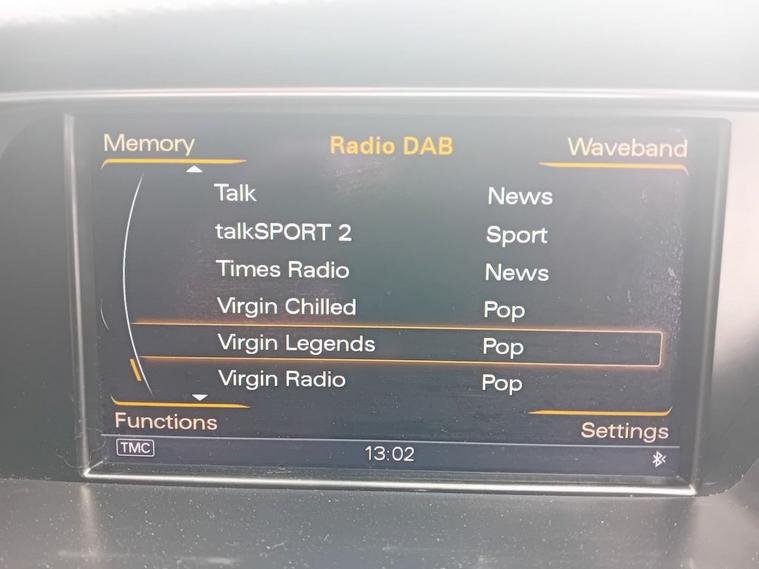 Memory Radio DAB Waveband
Talk News
talkSPORT 2 Sport
Times Radio News
Virgin Chilled Pop
Virgin Legends Pop
Virgin Radio Pop
Functions Settings
TMC 13:02